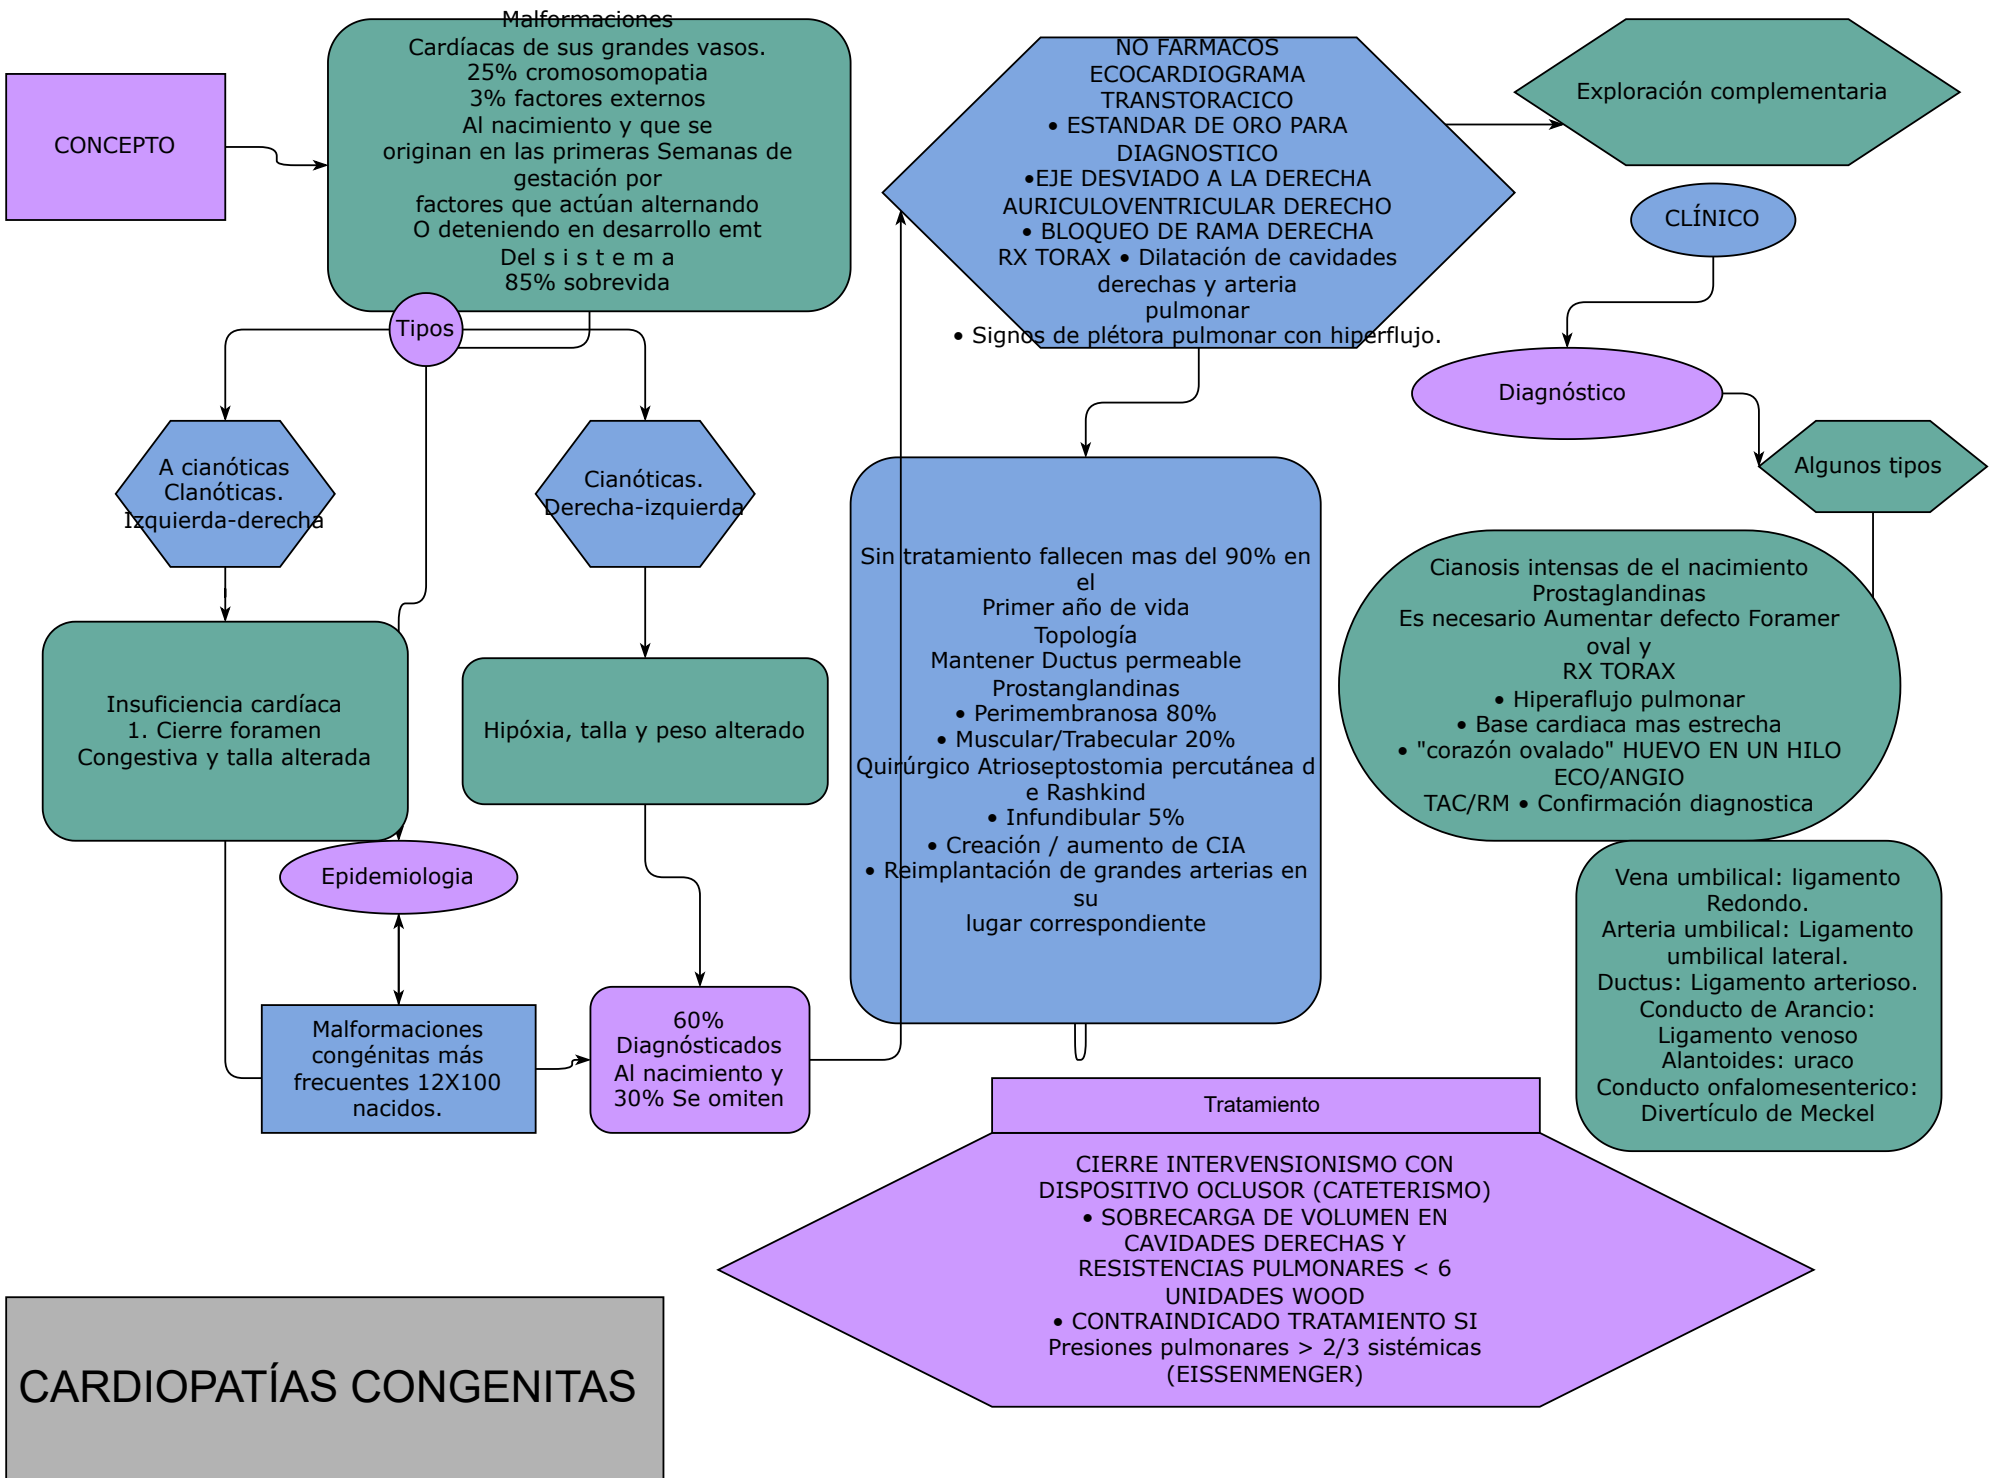 Malformaciones
Cardíacas de sus grandes vasos.
25% cromosomopatia
3% factores externos
Al nacimiento y que se
originan en las primeras Semanas de
gestación por
factores que actúan alternando
O deteniendo en desarrollo emt
Del s i s t e m a
85% sobrevida
CONCEPTO
NO FARMACOS
ECOCARDIOGRAMA
TRANSTORACICO
• ESTANDAR DE ORO PARA
DIAGNOSTICO
•EJE DESVIADO A LA DERECHA
AURICULOVENTRICULAR DERECHO
• BLOQUEO DE RAMA DERECHA
RX TORAX • Dilatación de cavidades
derechas y arteria
pulmonar
• Signos de plétora pulmonar con hiperflujo.
Exploración complementaria
CLÍNICO
Diagnóstico
Algunos tipos
Tipos
A cianóticas
Clanóticas.
Izquierda-derecha
Cianóticas.
Derecha-izquierda
Insuficiencia cardíaca
1. Cierre foramen
Congestiva y talla alterada
Hipóxia, talla y peso alterado
Sin tratamiento fallecen mas del 90% en
el
Primer año de vida
Topología
Mantener Ductus permeable
Prostanglandinas
• Perimembranosa 80%
• Muscular/Trabecular 20%
Quirúrgico Atrioseptostomia percutánea d
e Rashkind
• Infundibular 5%
• Creación / aumento de CIA
• Reimplantación de grandes arterias en
su
lugar correspondiente
Cianosis intensas de el nacimiento
Prostaglandinas
Es necesario Aumentar defecto Foramer
oval y
RX TORAX
• Hiperaflujo pulmonar
• Base cardiaca mas estrecha
• "corazón ovalado" HUEVO EN UN HILO
ECO/ANGIO
TAC/RM • Confirmación diagnostica
Epidemiologia
Malformaciones
congénitas más
frecuentes 12X100
nacidos.
60%
Diagnósticados
Al nacimiento y
30% Se omiten
Vena umbilical: ligamento
Redondo.
Arteria umbilical: Ligamento
umbilical lateral.
Ductus: Ligamento arterioso.
Conducto de Arancio:
Ligamento venoso
Alantoides: uraco
Conducto onfalomesenterico:
Divertículo de Meckel
Tratamiento
CIERRE INTERVENSIONISMO CON
DISPOSITIVO OCLUSOR (CATETERISMO)
• SOBRECARGA DE VOLUMEN EN
CAVIDADES DERECHAS Y
RESISTENCIAS PULMONARES < 6
UNIDADES WOOD
• CONTRAINDICADO TRATAMIENTO SI
Presiones pulmonares > 2/3 sistémicas
(EISSENMENGER)
CARDIOPATÍAS CONGENITAS